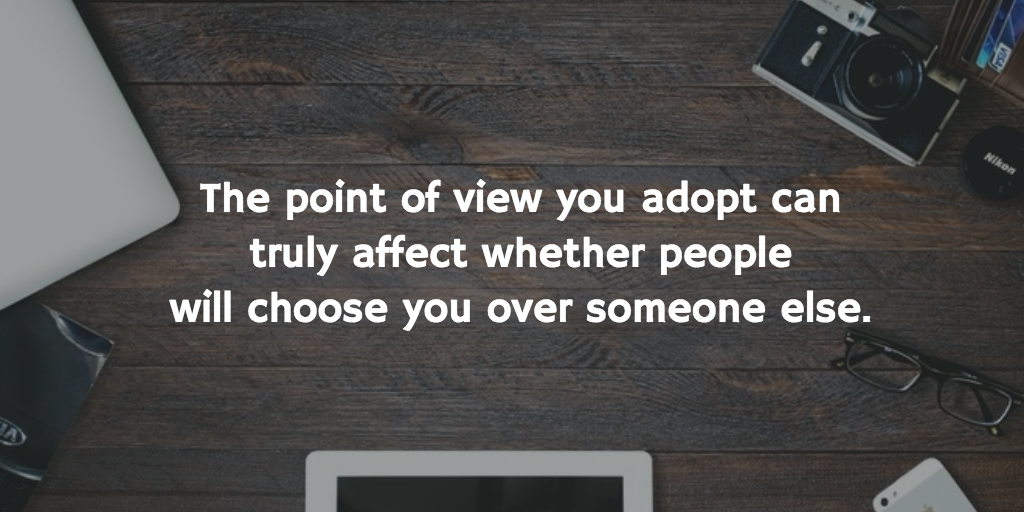 The point of view you adopt can
truly affect whether people
will choose you over someone else.
Nikon
VISA